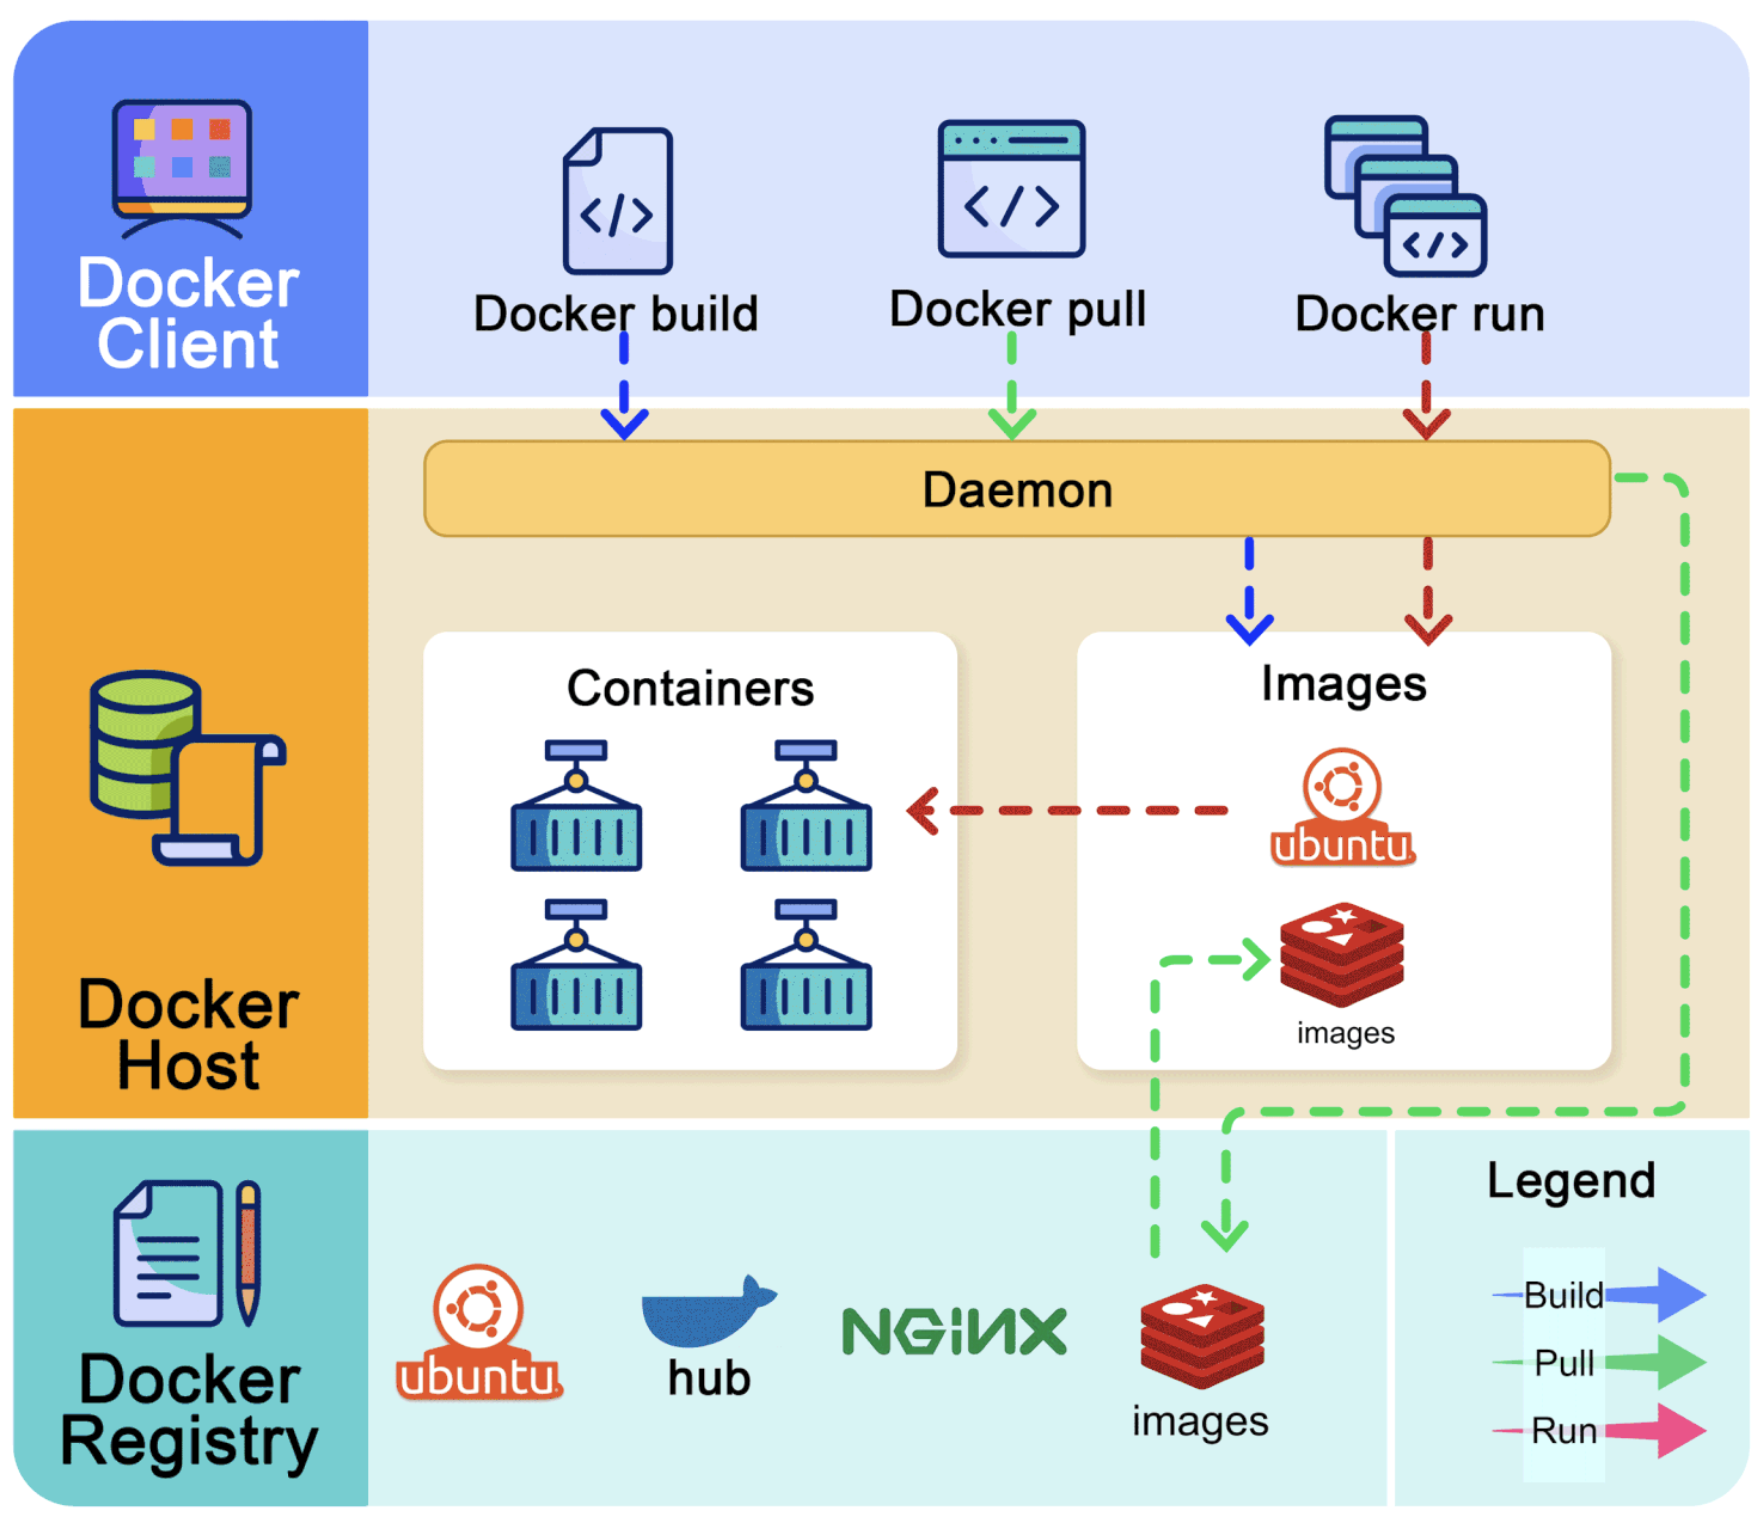 Docker
Client
Docker build
Docker pull
Docker run
Daemon
Docker
Host
Containers
Images
ubuntu
images
Docker
Registry
ubuntu
hub
NGiNX
images
Legend
Build
Pull
Run